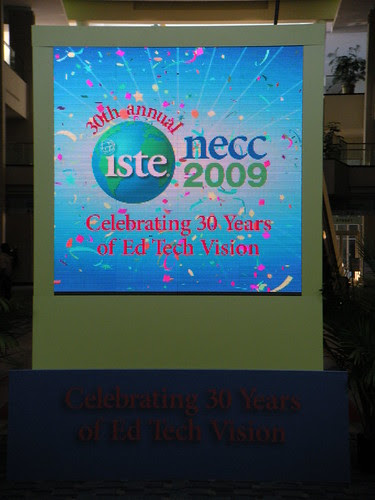 30th annual
iste
necc
2009
Celebrating 30 Years
of Ed Tech Vision
Celebrating 30 Years
of Ed Tech Vision